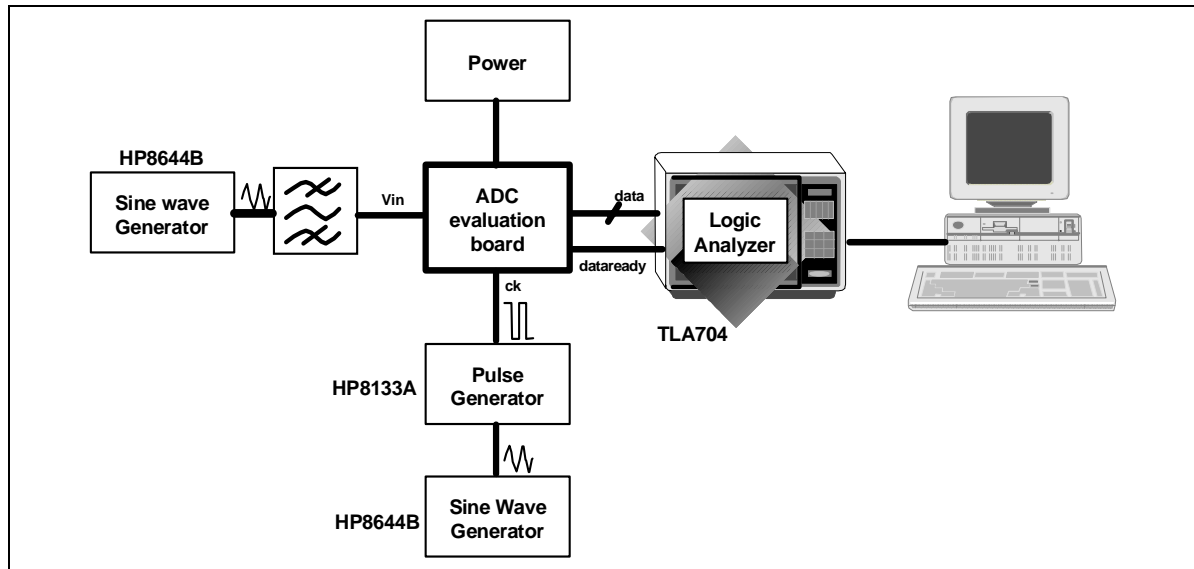 Power
HP8644B
Sine wave
Generator
Vin
ADC
evaluation
board
data
dataready
Logic
Analyzer
TLA704
ck
HP8133A
Pulse
Generator
HP8644B
Sine Wave
Generator